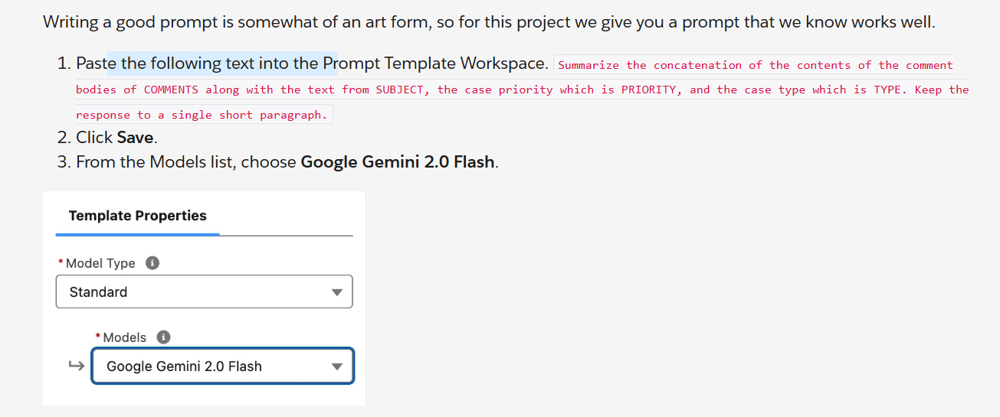 Writing a good prompt is somewhat of an art form, so for this project we give you a prompt that we know works well.
1. Paste the following text into the Prompt Template Workspace. Summarize the concatenation of the contents of the comment
bodies of COMMENTS along with the text from SUBJECT, the case priority which is PRIORITY, and the case type which is TYPE. Keep the
response to a single short paragraph.
2. Click Save.
3. From the Models list, choose Google Gemini 2.0 Flash.
Template Properties
* Model Type i
Standard
* Models i
Google Gemini 2.0 Flash